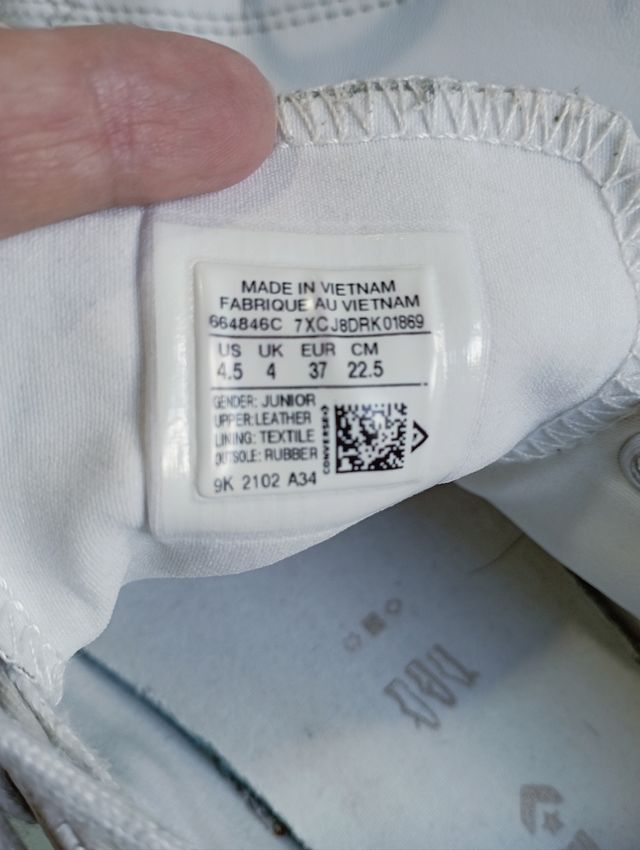 MADE IN VIETNAM
FABRIQUE AU VIETNAM
664846C 7XCJ8DRK01869
US UK EUR CM
4.5 4 37 22.5
GENDER: JUNIOR
UPPER:LEATHER
LINING: TEXTILE
OUTSOLE: RUBBER
CONVERSE
9K 2102 A34